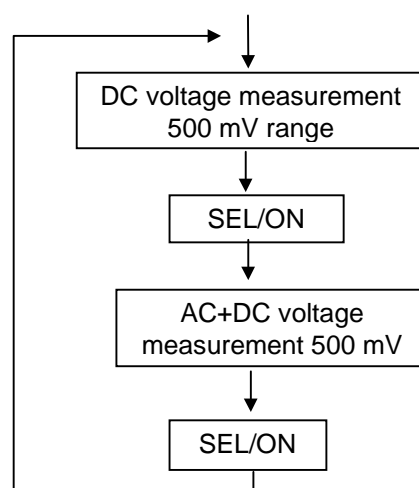 DC voltage measurement
500 mV range
SEL/ON
AC+DC voltage
measurement 500 mV
SEL/ON